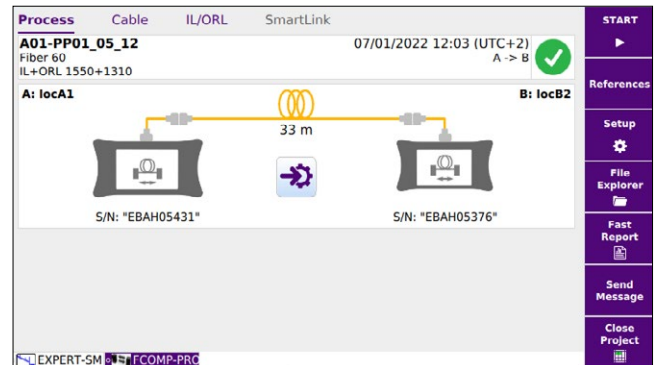 Process Cable IL/ORL SmartLink
START
A01-PP01_05_12
07/01/2022 12:03 (UTC+2)
Fiber 60
A -> B
IL+ORL 1550+1310
References
A: locA1
B: locB2
33 m
Setup
File
Explorer
S/N: "EBAH05431"
S/N: "EBAH05376"
Fast
Report
Send
Message
Close
Project
EXPERT-SM FCOMP-PRO